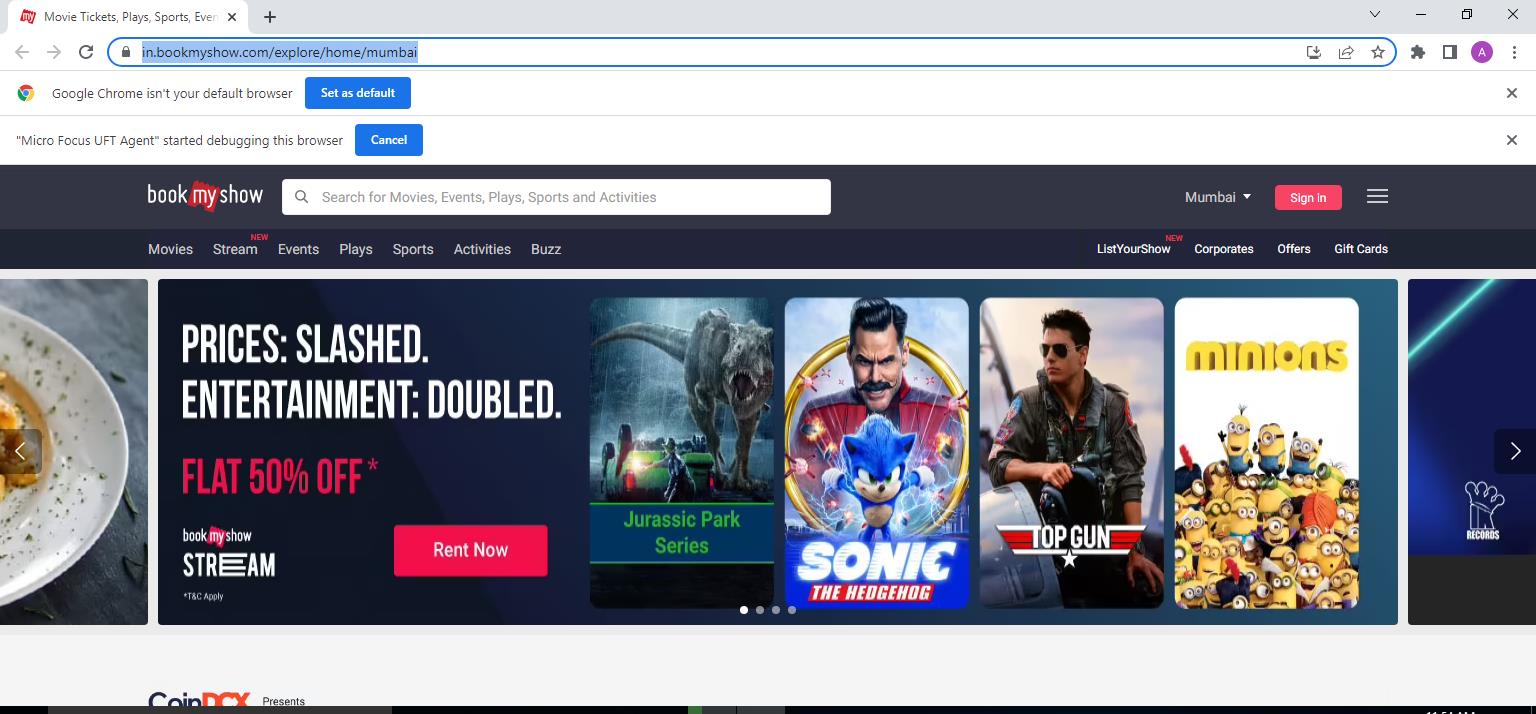 Movie Tickets, Plays, Sports, Even
in.bookmyshow.com/explore/home/mumbai
A
Google Chrome isn't your default browser
Set as default
"Micro Focus UFT Agent" started debugging this browser
Cancel
book my show
Search for Movies, Events, Plays, Sports and Activities
Mumbai
Sign in
Movies
Stream
NEW
Events
Plays
Sports
Activities
Buzz
ListYourShow
NEW
Corporates
Offers
Gift Cards
PRICES: SLASHED.
ENTERTAINMENT: DOUBLED.
FLAT 50% OFF*
book my show
STREAM
*T&C Apply
Rent Now
Jurassic Park
Series
SONIC
THE HEDGEHOG
TOP GUN
MINIONS
RECORDS
CoinDCX
Presents